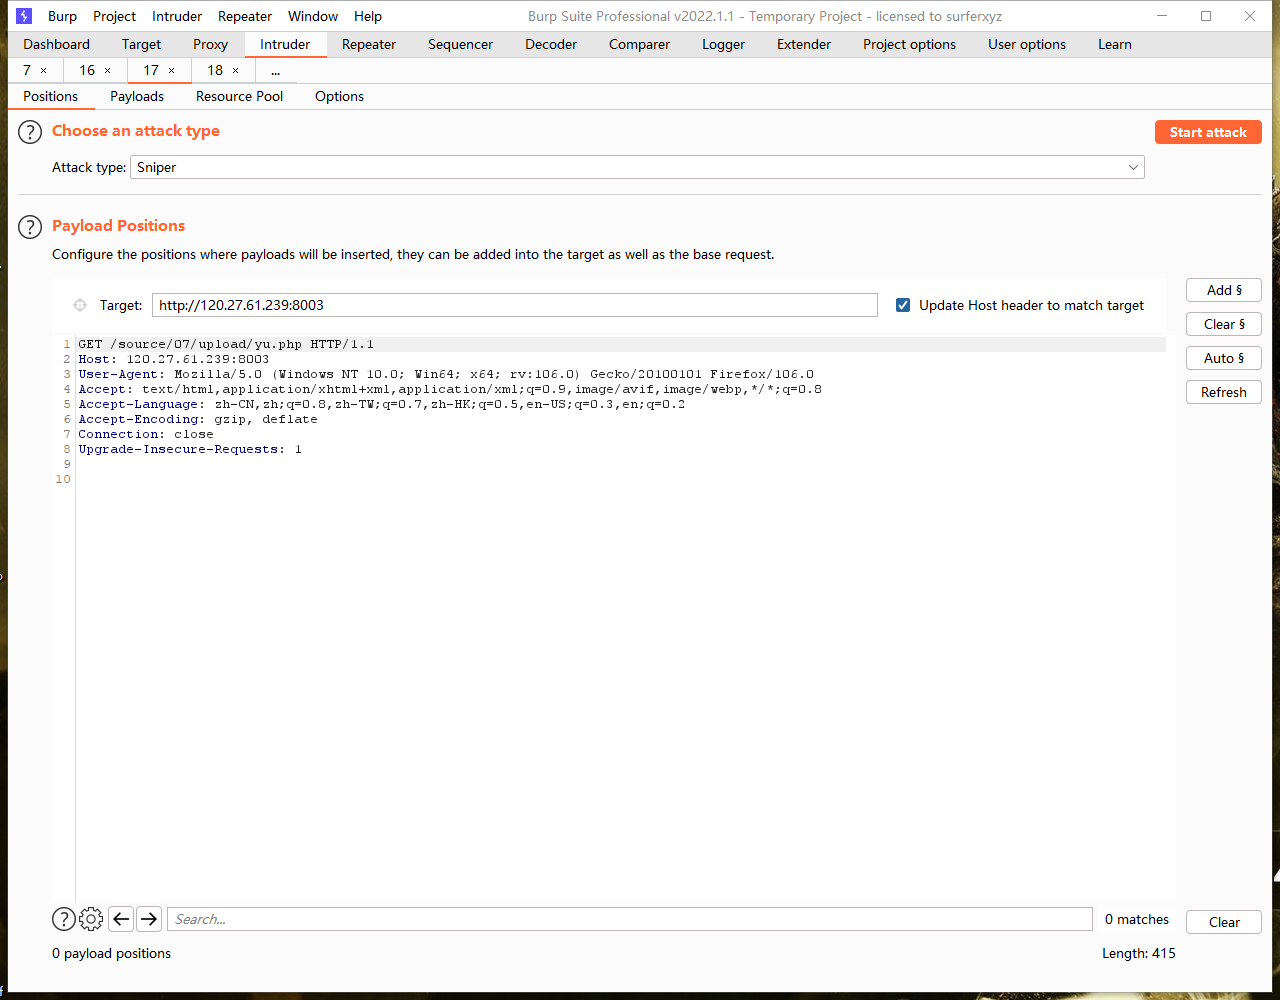 Burp Project Intruder Repeater Window Help Burp Suite Professional v2022.1.1 - Temporary Project - licensed to surferxyz
Dashboard Target Proxy Intruder Repeater Sequencer Decoder Comparer Logger Extender Project options User options Learn
7 × 16 × 17 × 18 × ...
Positions Payloads Resource Pool Options
? Choose an attack type Start attack
Attack type: Sniper
? Payload Positions
Configure the positions where payloads will be inserted, they can be added into the target as well as the base request.
Target: http://120.27.61.239:8003 Update Host header to match target
Add §
Clear §
Auto §
Refresh
1 GET /source/07/upload/yu.php HTTP/1.1
2 Host: 120.27.61.239:8003
3 User-Agent: Mozilla/5.0 (Windows NT 10.0; Win64; x64; rv:106.0) Gecko/20100101 Firefox/106.0
4 Accept: text/html,application/xhtml+xml,application/xml;q=0.9,image/avif,image/webp,*/*;q=0.8
5 Accept-Language: zh-CN,zh;q=0.8,zh-TW;q=0.7,zh-HK;q=0.5,en-US;q=0.3,en;q=0.2
6 Accept-Encoding: gzip, deflate
7 Connection: close
8 Upgrade-Insecure-Requests: 1
9
10
? Search... 0 matches Clear
0 payload positions Length: 415